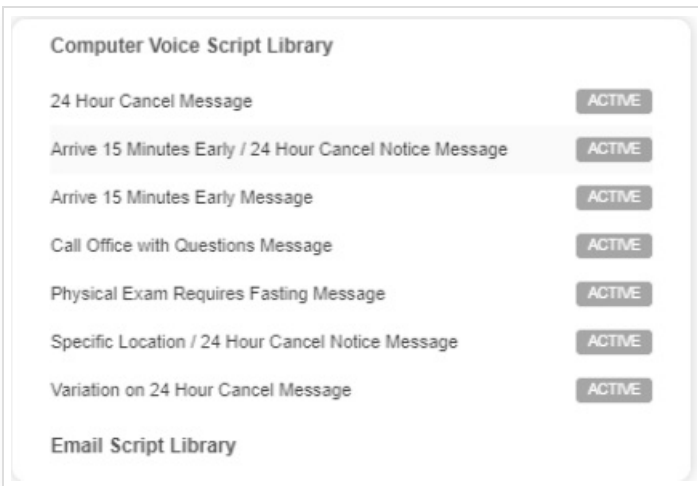 Computer Voice Script Library
24 Hour Cancel Message ACTIVE
Arrive 15 Minutes Early / 24 Hour Cancel Notice Message ACTIVE
Arrive 15 Minutes Early Message ACTIVE
Call Office with Questions Message ACTIVE
Physical Exam Requires Fasting Message ACTIVE
Specific Location / 24 Hour Cancel Notice Message ACTIVE
Variation on 24 Hour Cancel Message ACTIVE
Email Script Library